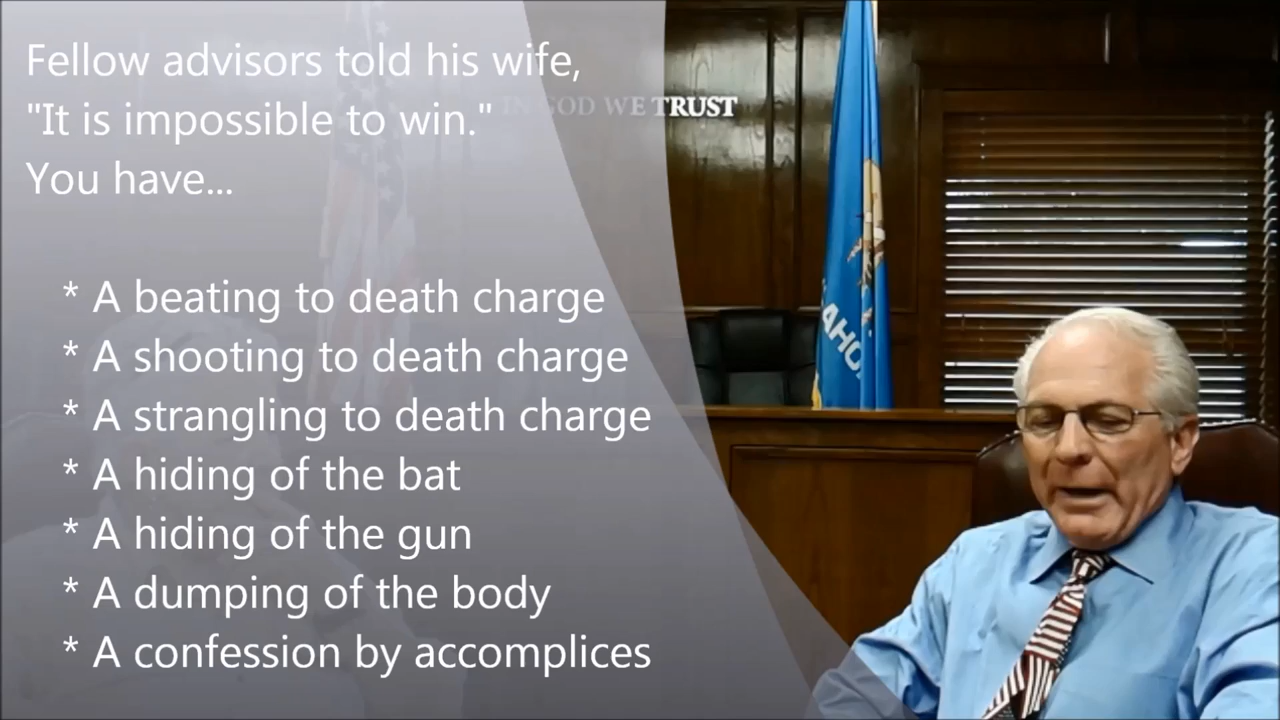 Fellow advisors told his wife,
"It is impossible to win."
You have...
* A beating to death charge
* A shooting to death charge
* A strangling to death charge
* A hiding of the bat
* A hiding of the gun
* A dumping of the body
* A confession by accomplices
IN GOD WE TRUST
AHO